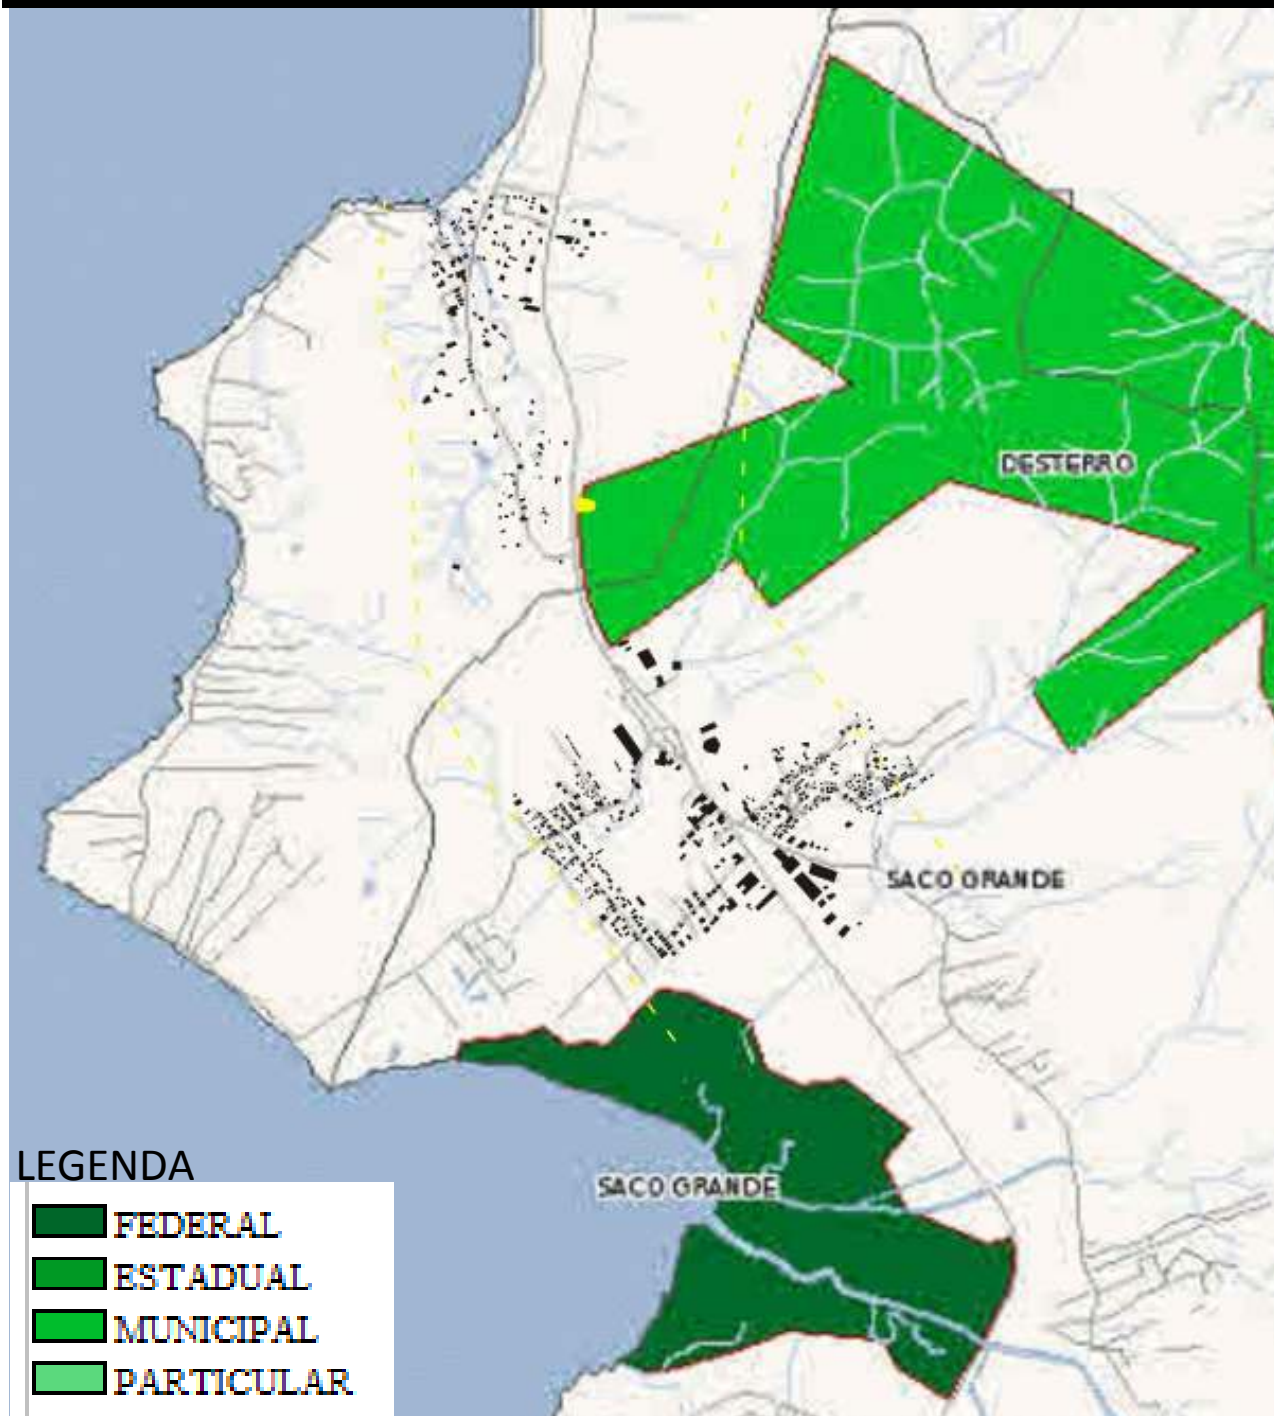 DESTERRO
SACO GRANDE
SACO GRANDE
LEGENDA
FEDERAL
ESTADUAL
MUNICIPAL
PARTICULAR